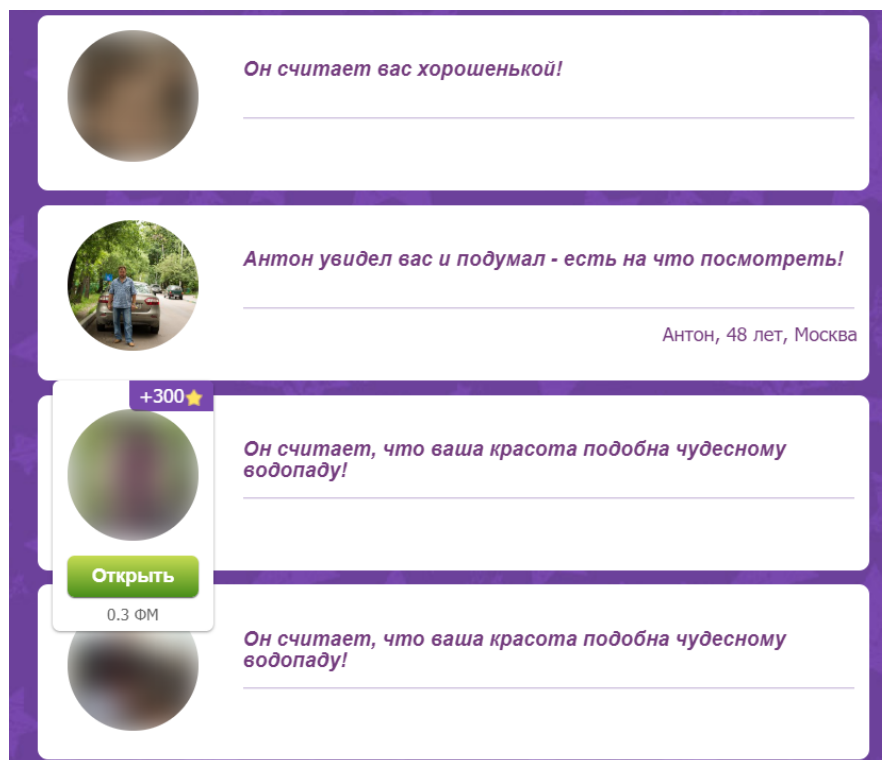 Он считает вас хорошенькой!
Антон увидел вас и подумал - есть на что посмотреть!
Антон, 48 лет, Москва
+300
Он считает, что ваша красота подобна чудесному
водопаду!
Открыть
0.3 ФМ
Он считает, что ваша красота подобна чудесному
водопаду!